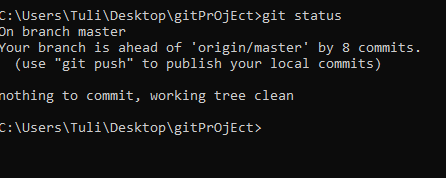 C:\Users\Tuli\Desktop\gitPrOjEct>git status
On branch master
Your branch is ahead of 'origin/master' by 8 commits.
  (use "git push" to publish your local commits)
nothing to commit, working tree clean
C:\Users\Tuli\Desktop\gitPrOjEct>